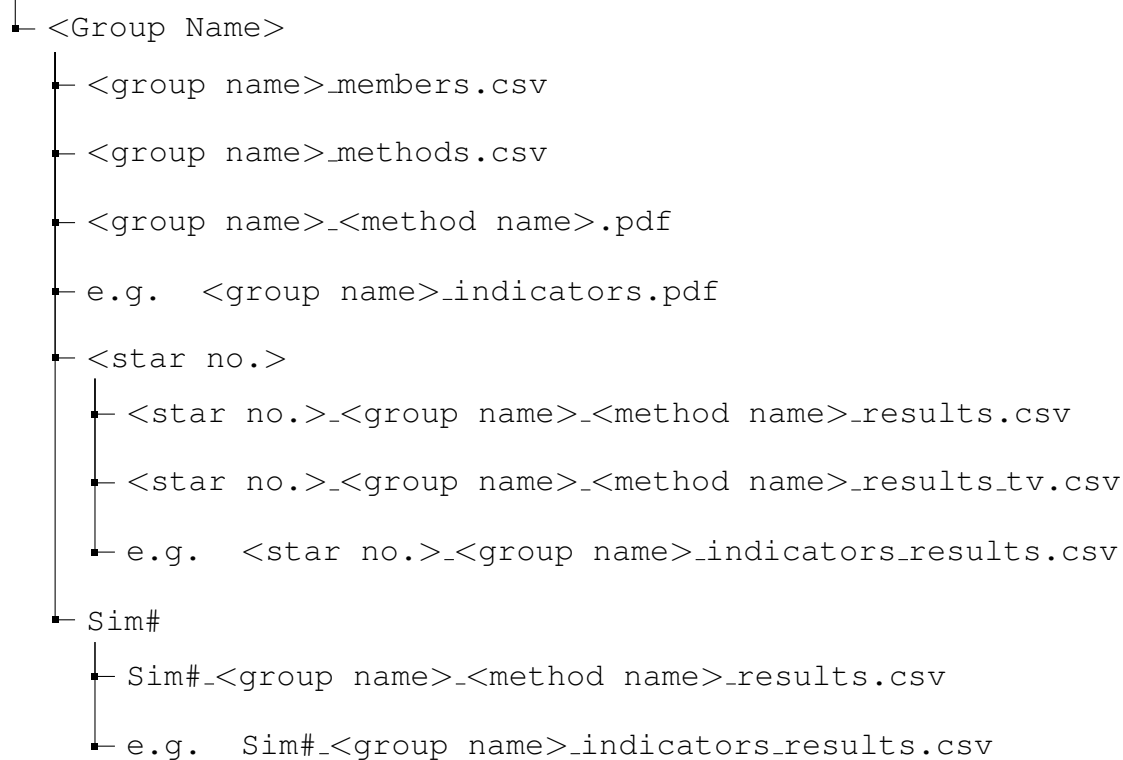 <Group Name>
<group name>_members.csv
<group name>_methods.csv
<group name>_<method name>.pdf
e.g. <group name>_indicators.pdf
<star no.>
<star no.>_<group name>_<method name>_results.csv
<star no.>_<group name>_<method name>_results_tv.csv
e.g. <star no.>_<group name>_indicators_results.csv
Sim#
Sim#_<group name>_<method name>_results.csv
e.g. Sim#_<group name>_indicators_results.csv